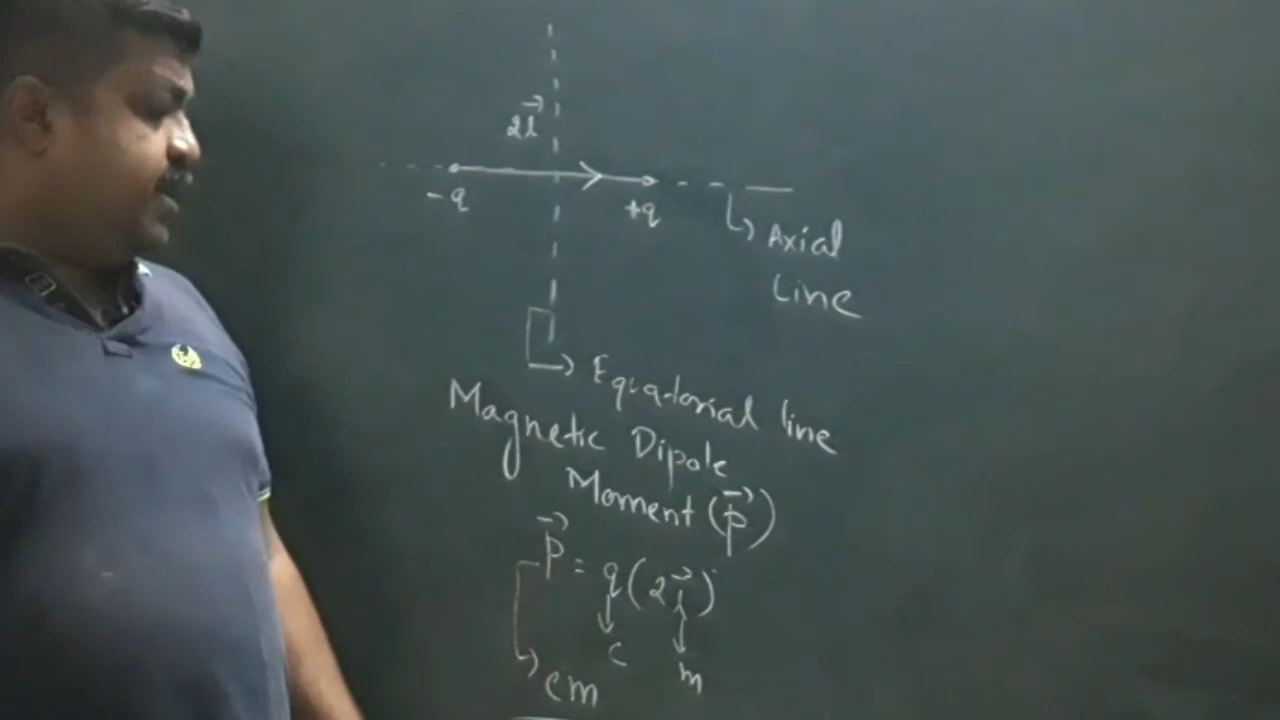 2l⃗
-q
+q
Axial
Line
Equatorial line
Magnetic Dipole
Moment (p⃗)
p⃗ = q(2l⃗)
c
m
cm